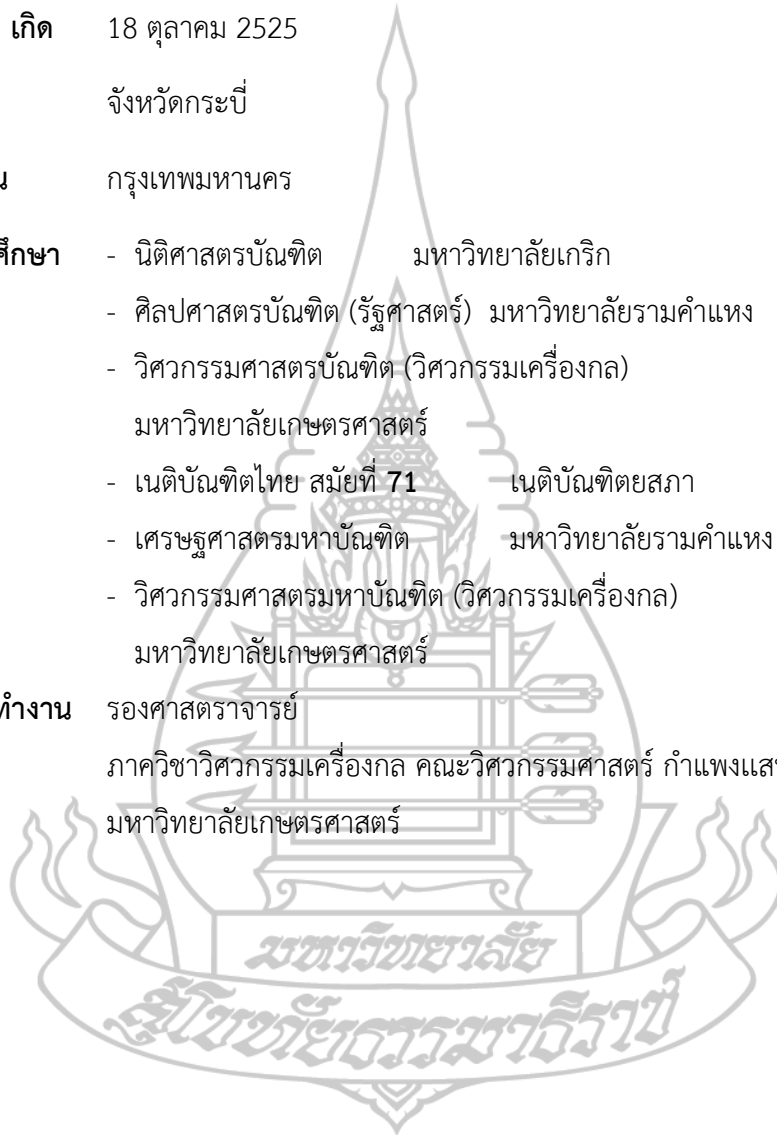 เกิด 18 ตุลาคม 2525
จังหวัดกระบี่
น กรุงเทพมหานคร
ศึกษา - นิติศาสตรบัณฑิต มหาวิทยาลัยเกริก
- ศิลปศาสตรบัณฑิต (รัฐศาสตร์) มหาวิทยาลัยรามคำแหง
- วิศวกรรมศาสตรบัณฑิต (วิศวกรรมเครื่องกล)
มหาวิทยาลัยเกษตรศาสตร์
- เนติบัณฑิตไทย สมัยที่ 71 เนติบัณฑิตยสภา
- เศรษฐศาสตรมหาบัณฑิต มหาวิทยาลัยรามคำแหง
- วิศวกรรมศาสตรมหาบัณฑิต (วิศวกรรมเครื่องกล)
มหาวิทยาลัยเกษตรศาสตร์
ทำงาน รองศาสตราจารย์
ภาควิชาวิศวกรรมเครื่องกล คณะวิศวกรรมศาสตร์ กำแพงแส
มหาวิทยาลัยเกษตรศาสตร์
มหาวิทยาลัย
สุโขทัยธรรมาธิราช